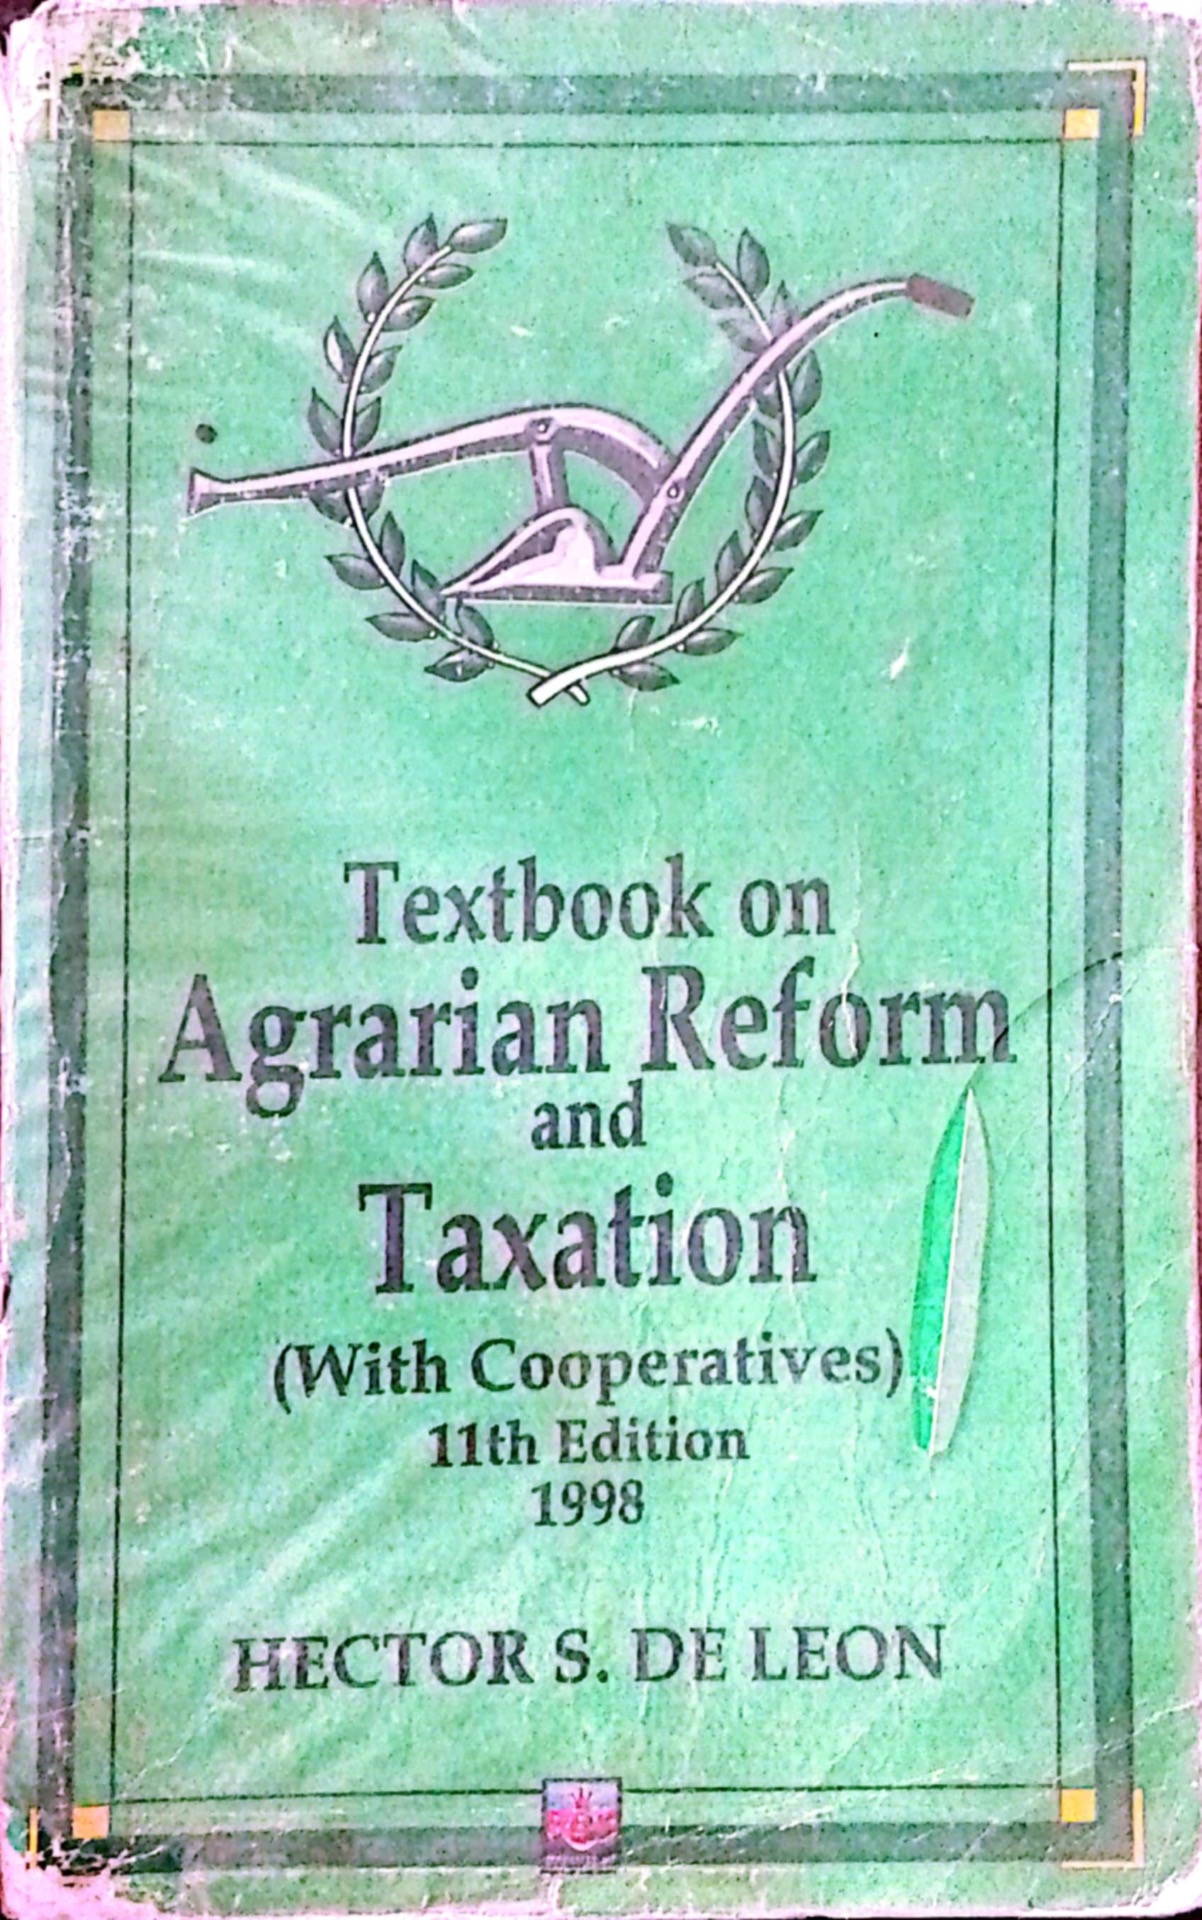 Textbook on
Agrarian Reform
and
Taxation
(With Cooperatives)
11th Edition
1998
HECTOR S. DE LEON